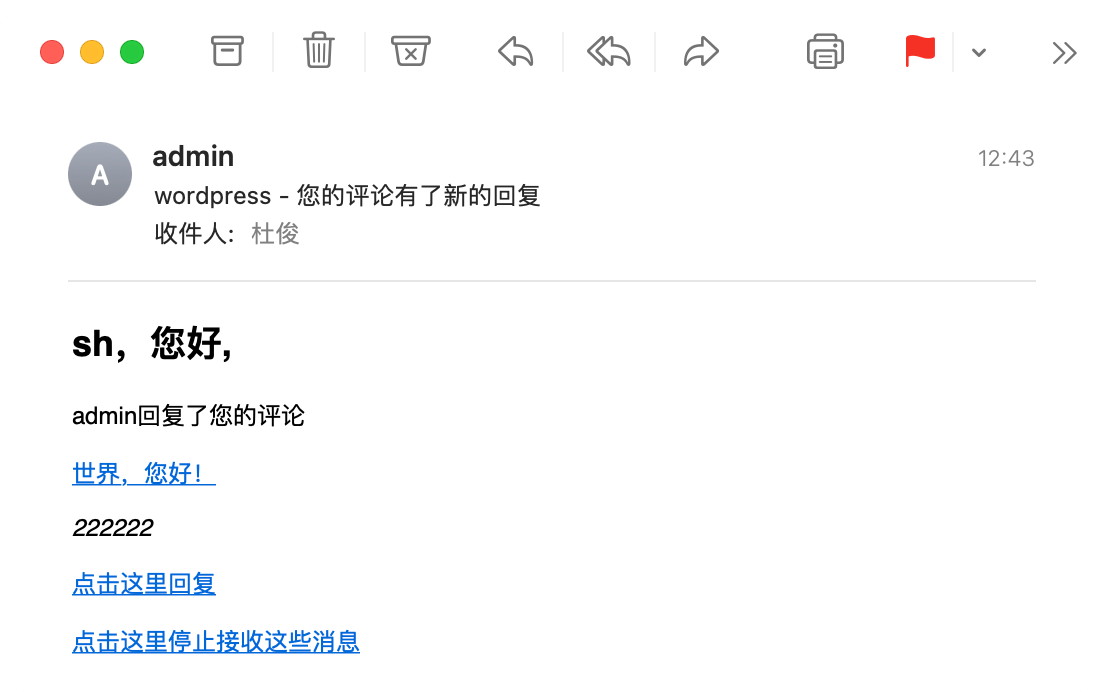 A
admin
12:43
wordpress - 您的评论有了新的回复
收件人： 杜俊
sh，您好,
admin回复了您的评论
世界，您好！
222222
点击这里回复
点击这里停止接收这些消息